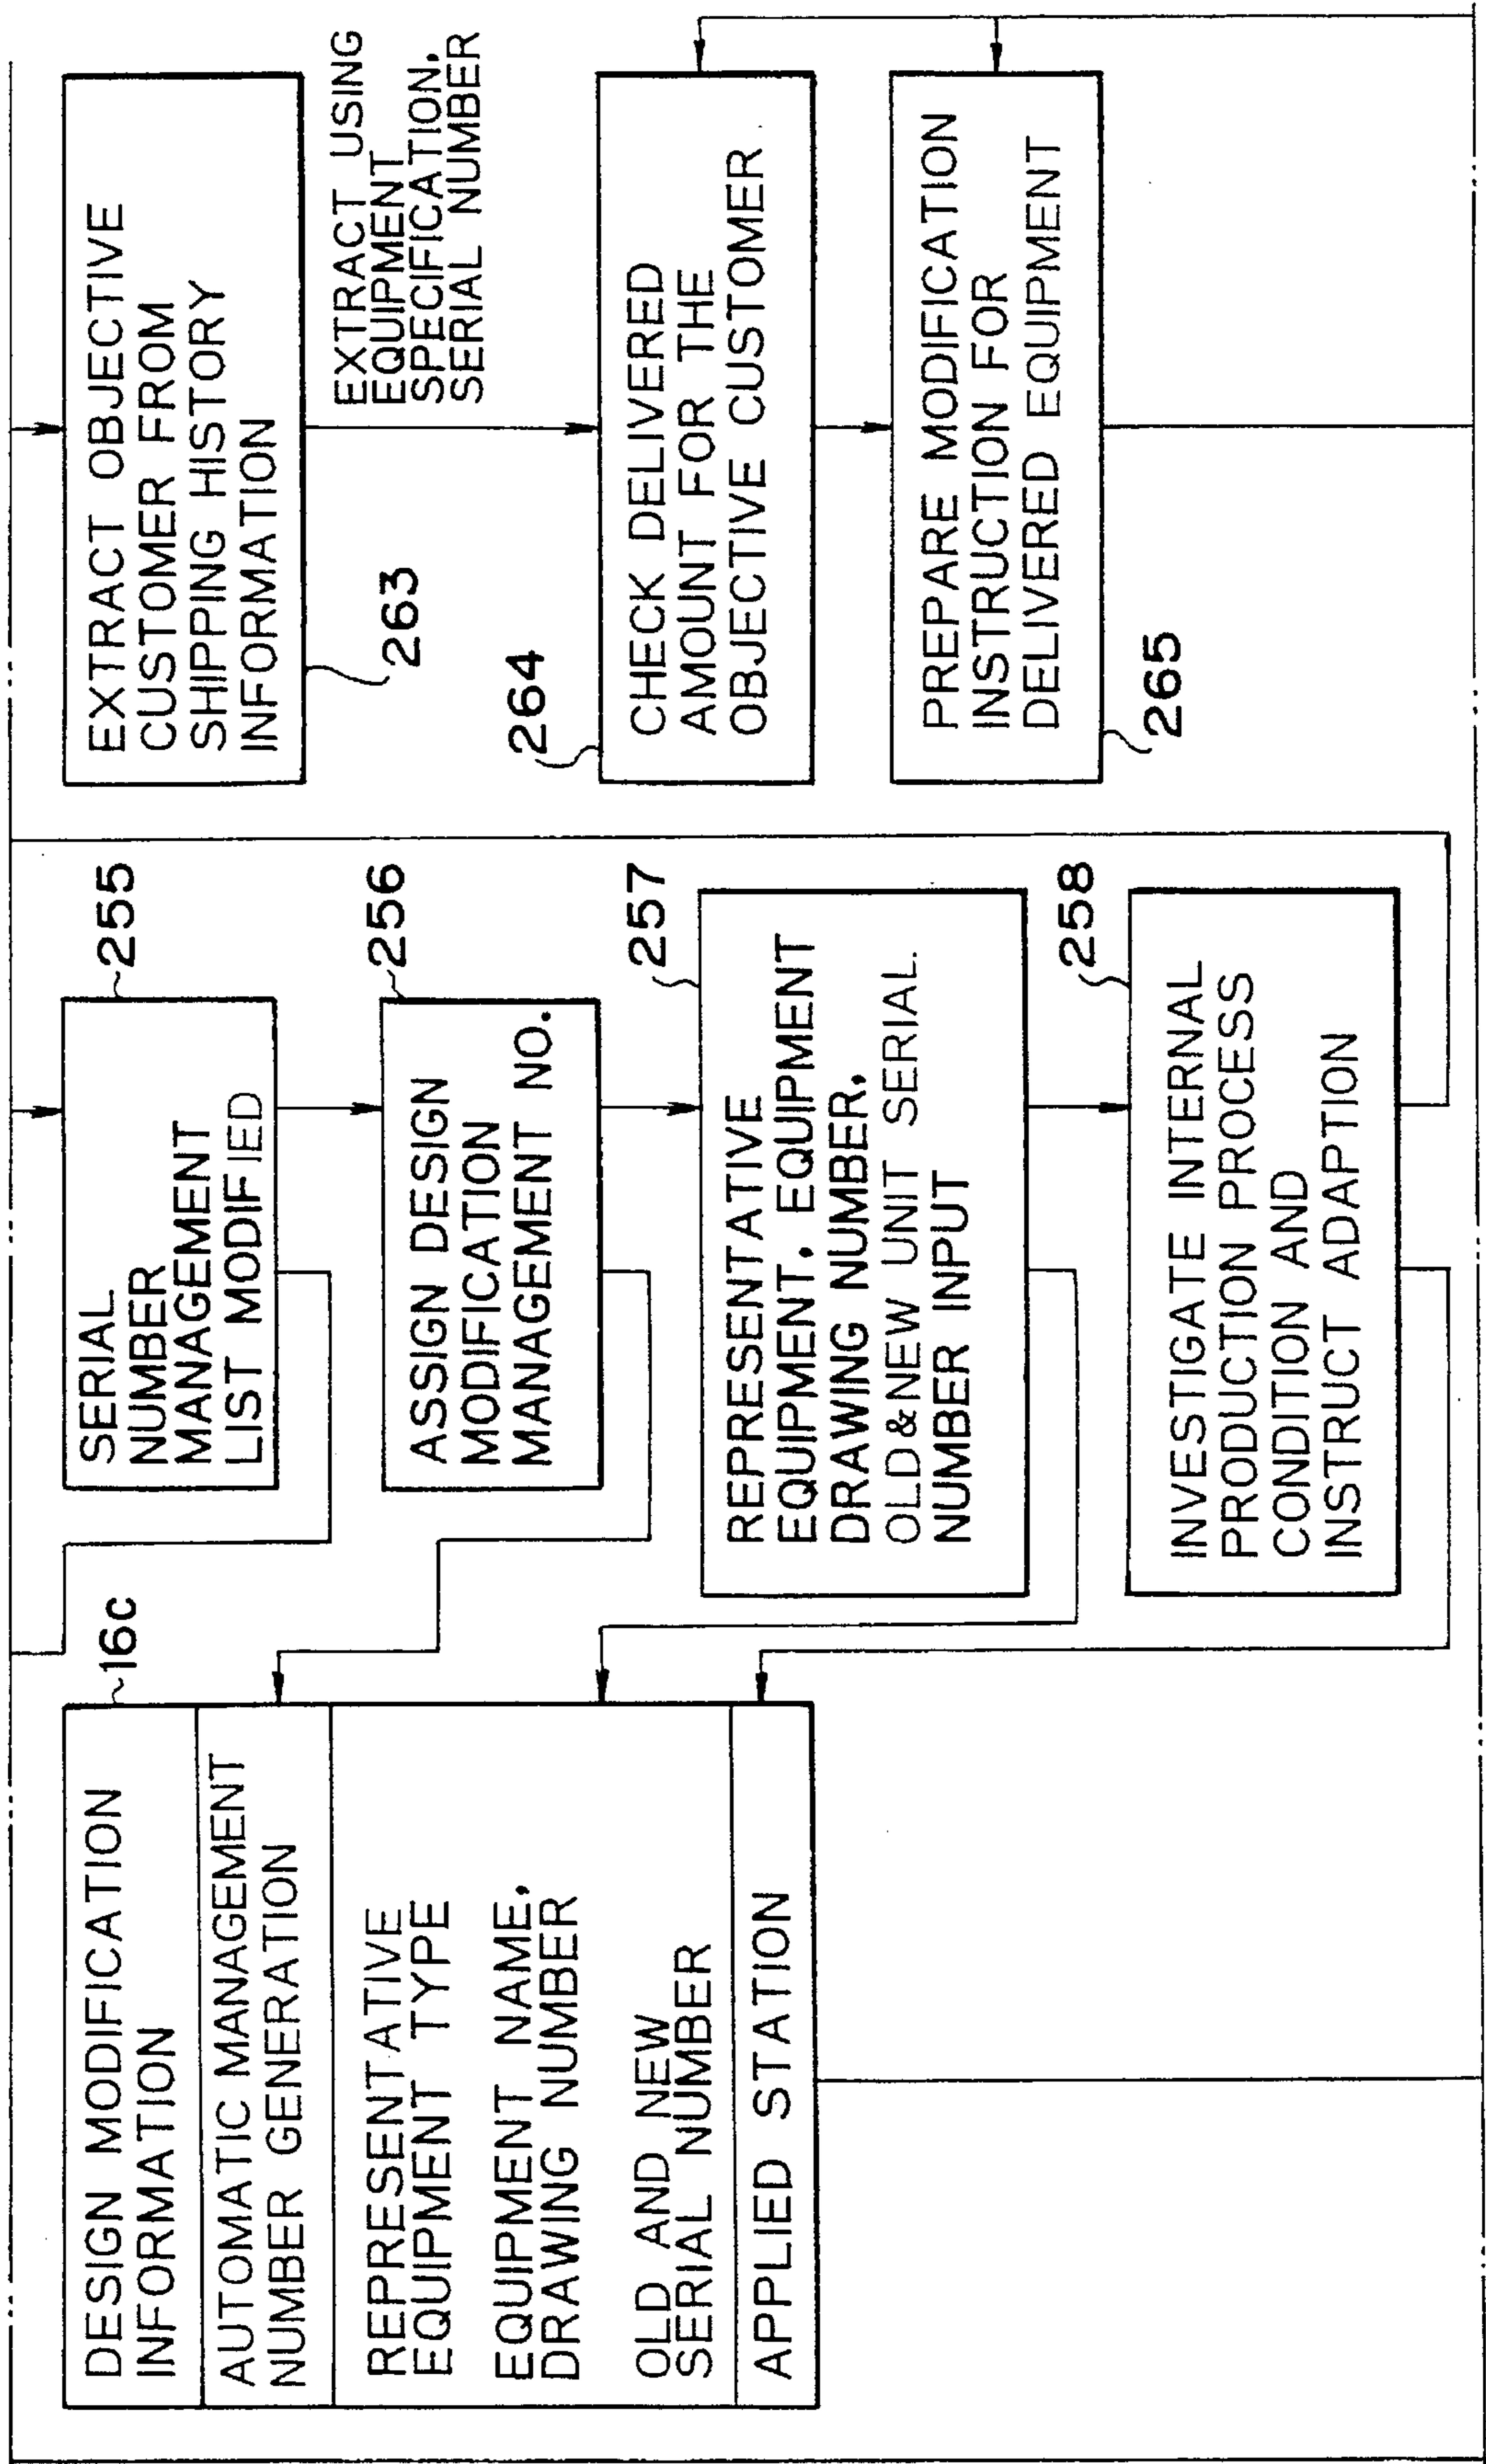 DESIGN MODIFICATION
INFORMATION
16c
AUTOMATIC MANAGEMENT
NUMBER GENERATION
REPRESENTATIVE
EQUIPMENT TYPE
EQUIPMENT NAME,
DRAWING NUMBER
OLD AND NEW
SERIAL NUMBER
APPLIED STATION
SERIAL
NUMBER
MANAGEMENT
LIST MODIFIED
255
ASSIGN DESIGN
MODIFICATION
MANAGEMENT NO.
256
REPRESENTATIVE
EQUIPMENT, EQUIPMENT
DRAWING NUMBER,
OLD&NEW UNIT SERIAL.
NUMBER INPUT
257
INVESTIGATE INTERNAL
PRODUCTION PROCESS
CONDITION AND
INSTRUCT ADAPTION
258
EXTRACT OBJECTIVE
CUSTOMER FROM
SHIPPING HISTORY
INFORMATION
263
EXTRACT USING
EQUIPMENT
SPECIFICATION,
SERIAL NUMBER
264
CHECK DELIVERED
AMOUNT FOR THE
OBJECTIVE CUSTOMER
PREPARE MODIFICATION
INSTRUCTION FOR
DELIVERED EQUIPMENT
265